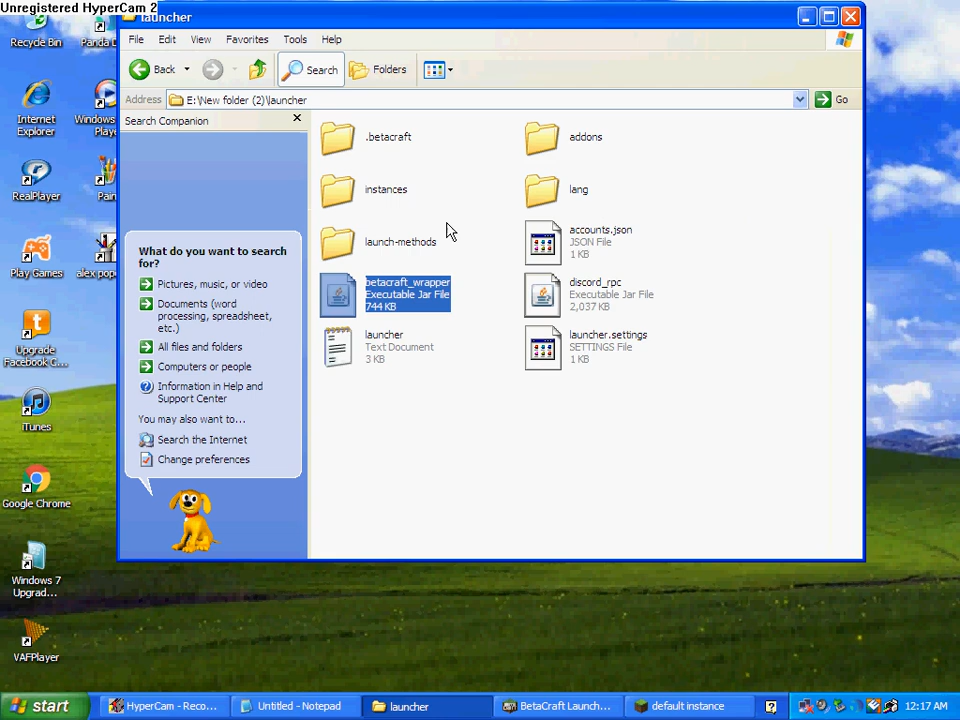 Unregistered HyperCam 2
launcher
File Edit View Favorites Tools Help
Back Search Folders
Address E:\New folder (2)\launcher Go
Search Companion
What do you want to search
for?
Pictures, music, or video
Documents (word
processing, spreadsheet,
etc.)
All files and folders
Computers or people
Information in Help and
Support Center
You may also want to...
Search the Internet
Change preferences
.betacraft
addons
instances
lang
launch-methods
accounts.json
JSON File
1 KB
betacraft_wrapper
Executable Jar File
744 KB
discord_rpc
Executable Jar File
2,037 KB
launcher
Text Document
3 KB
launcher.settings
SETTINGS File
1 KB
Recycle Bin
Panda
Internet
Explorer
Windows
Playe
RealPlayer
Pain
Play Games
alex pop
Upgrade
Facebook C...
iTunes
Google Chrome
Windows 7
Upgrad...
VAFPlayer
start
HyperCam - Reco...
Untitled - Notepad
launcher
BetaCraft Launch...
default instance
12:17 AM